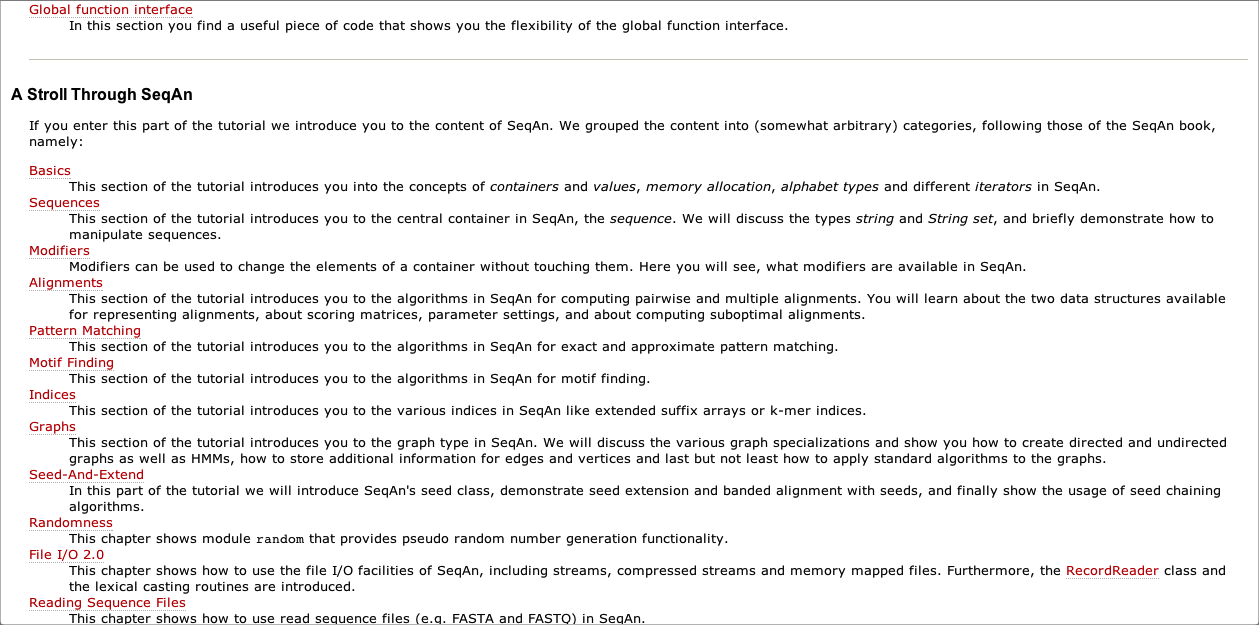 Global function interface
In this section you find a useful piece of code that shows you the flexibility of the global function interface.
A Stroll Through SeqAn
If you enter this part of the tutorial we introduce you to the content of SeqAn. We grouped the content into (somewhat arbitrary) categories, following those of the SeqAn book,
namely:
Basics
This section of the tutorial introduces you into the concepts of containers and values, memory allocation, alphabet types and different iterators in SeqAn.
Sequences
This section of the tutorial introduces you to the central container in SeqAn, the sequence. We will discuss the types string and String set, and briefly demonstrate how to
manipulate sequences.
Modifiers
Modifiers can be used to change the elements of a container without touching them. Here you will see, what modifiers are available in SeqAn.
Alignments
This section of the tutorial introduces you to the algorithms in SeqAn for computing pairwise and multiple alignments. You will learn about the two data structures available
for representing alignments, about scoring matrices, parameter settings, and about computing suboptimal alignments.
Pattern Matching
This section of the tutorial introduces you to the algorithms in SeqAn for exact and approximate pattern matching.
Motif Finding
This section of the tutorial introduces you to the algorithms in SeqAn for motif finding.
Indices
This section of the tutorial introduces you to the various indices in SeqAn like extended suffix arrays or k-mer indices.
Graphs
This section of the tutorial introduces you to the graph type in SeqAn. We will discuss the various graph specializations and show you how to create directed and undirected
graphs as well as HMMs, how to store additional information for edges and vertices and last but not least how to apply standard algorithms to the graphs.
Seed-And-Extend
In this part of the tutorial we will introduce SeqAn's seed class, demonstrate seed extension and banded alignment with seeds, and finally show the usage of seed chaining
algorithms.
Randomness
This chapter shows module random that provides pseudo random number generation functionality.
File I/O 2.0
This chapter shows how to use the file I/O facilities of SeqAn, including streams, compressed streams and memory mapped files. Furthermore, the RecordReader class and
the lexical casting routines are introduced.
Reading Sequence Files
This chapter shows how to use read sequence files (e.g. FASTA and FASTQ) in SeqAn.